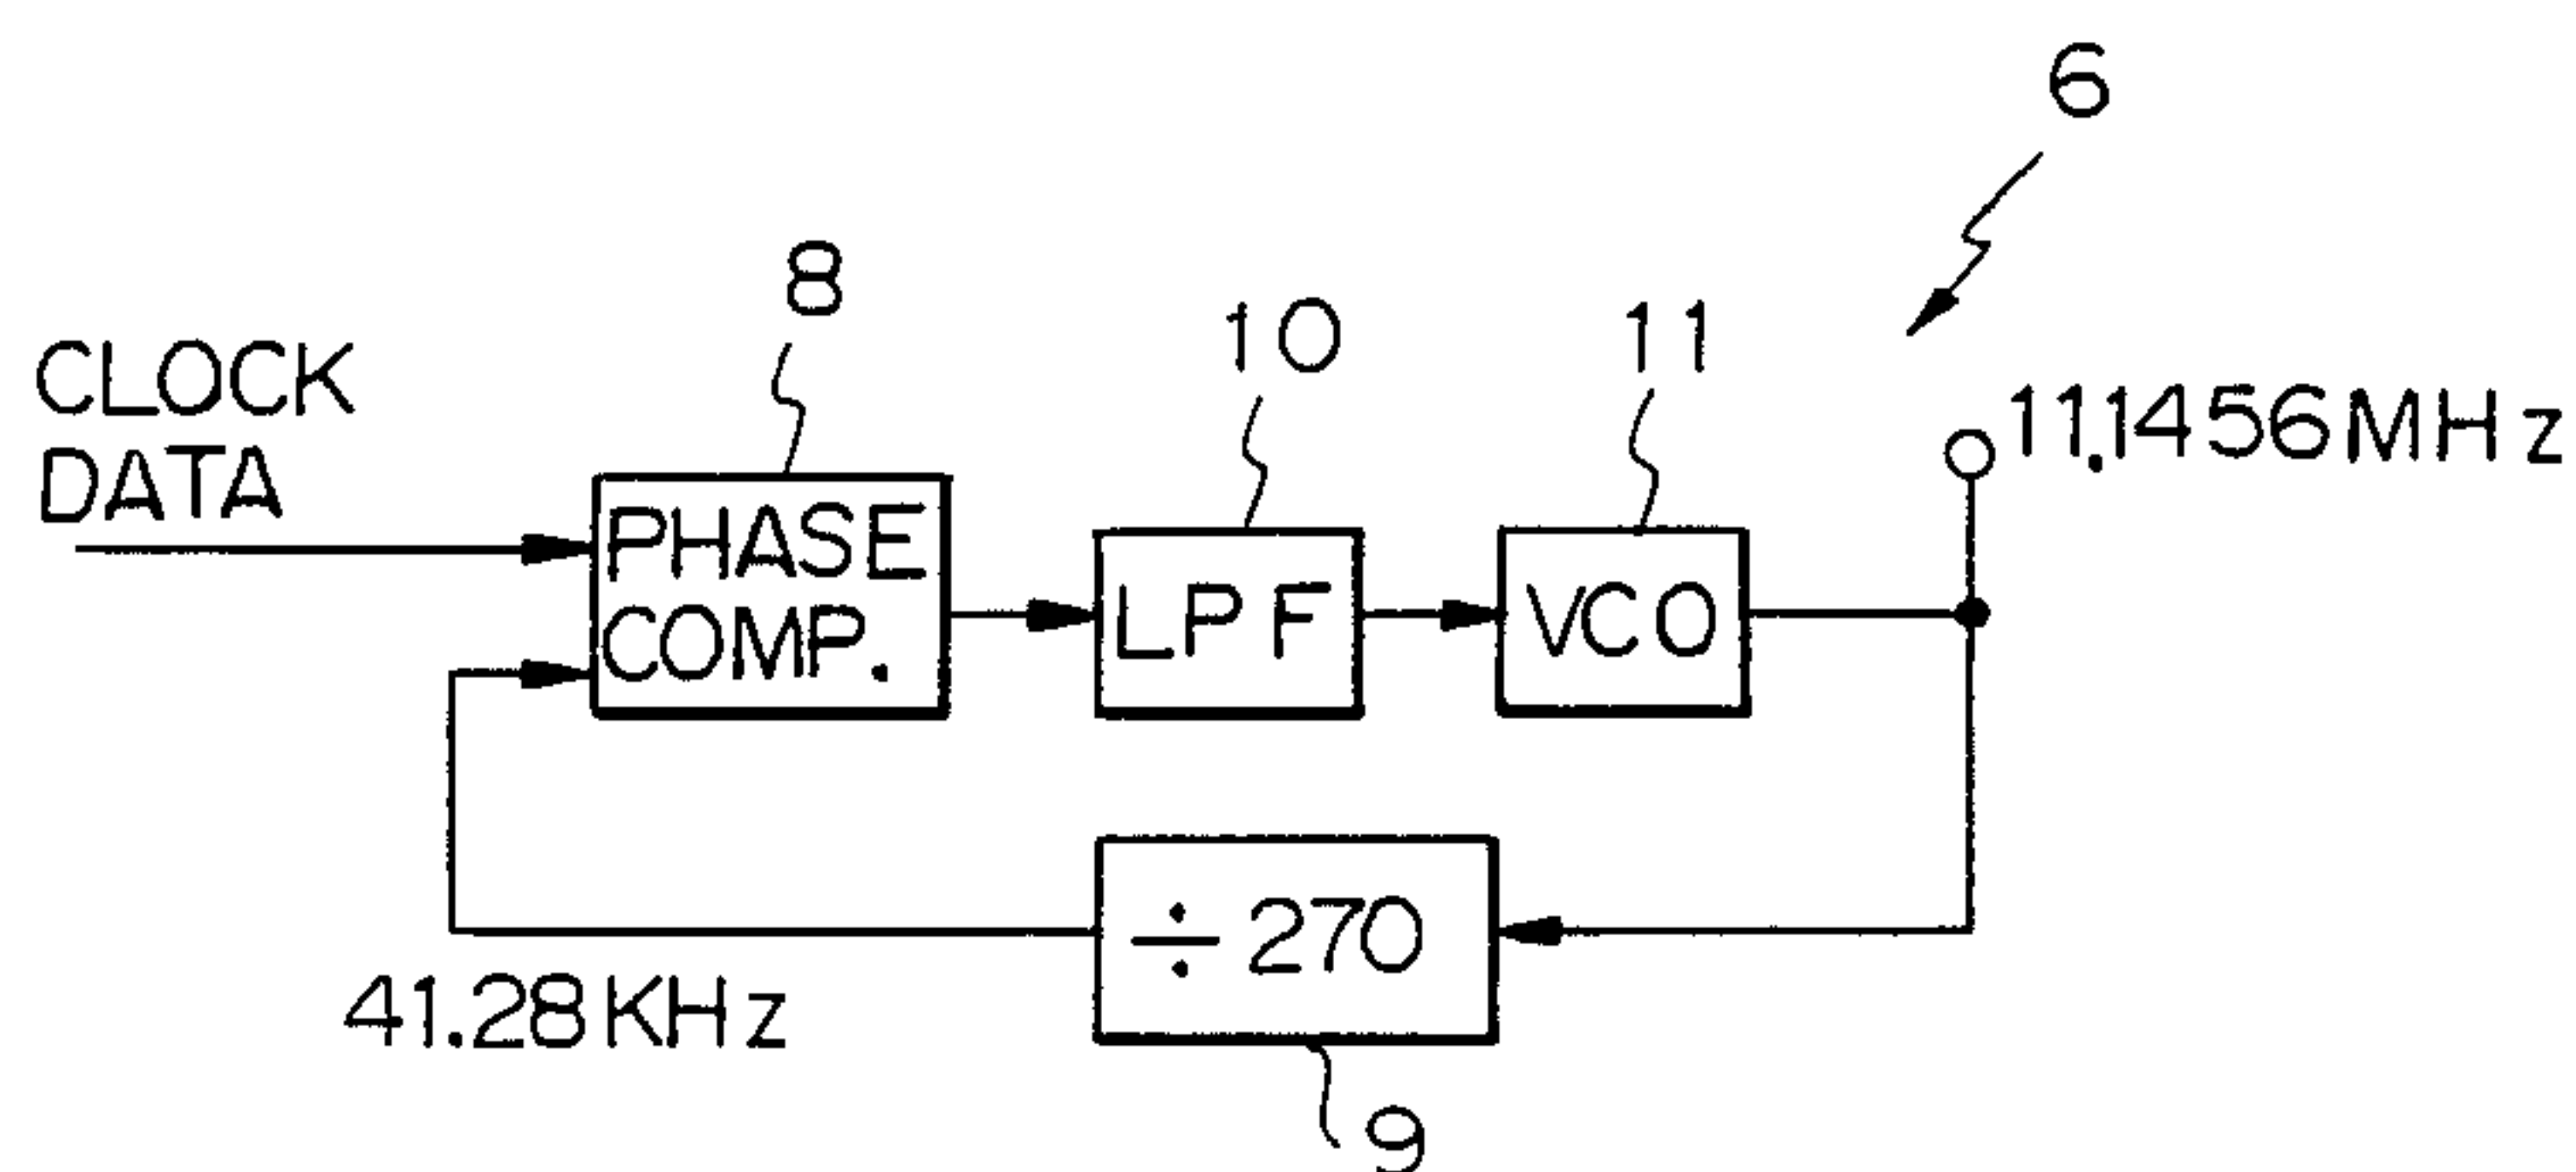 6
8
10
11
CLOCK
DATA
11.1456MHz
PHASE
COMP.
LPF
VCO
÷270
41.28KHz
9